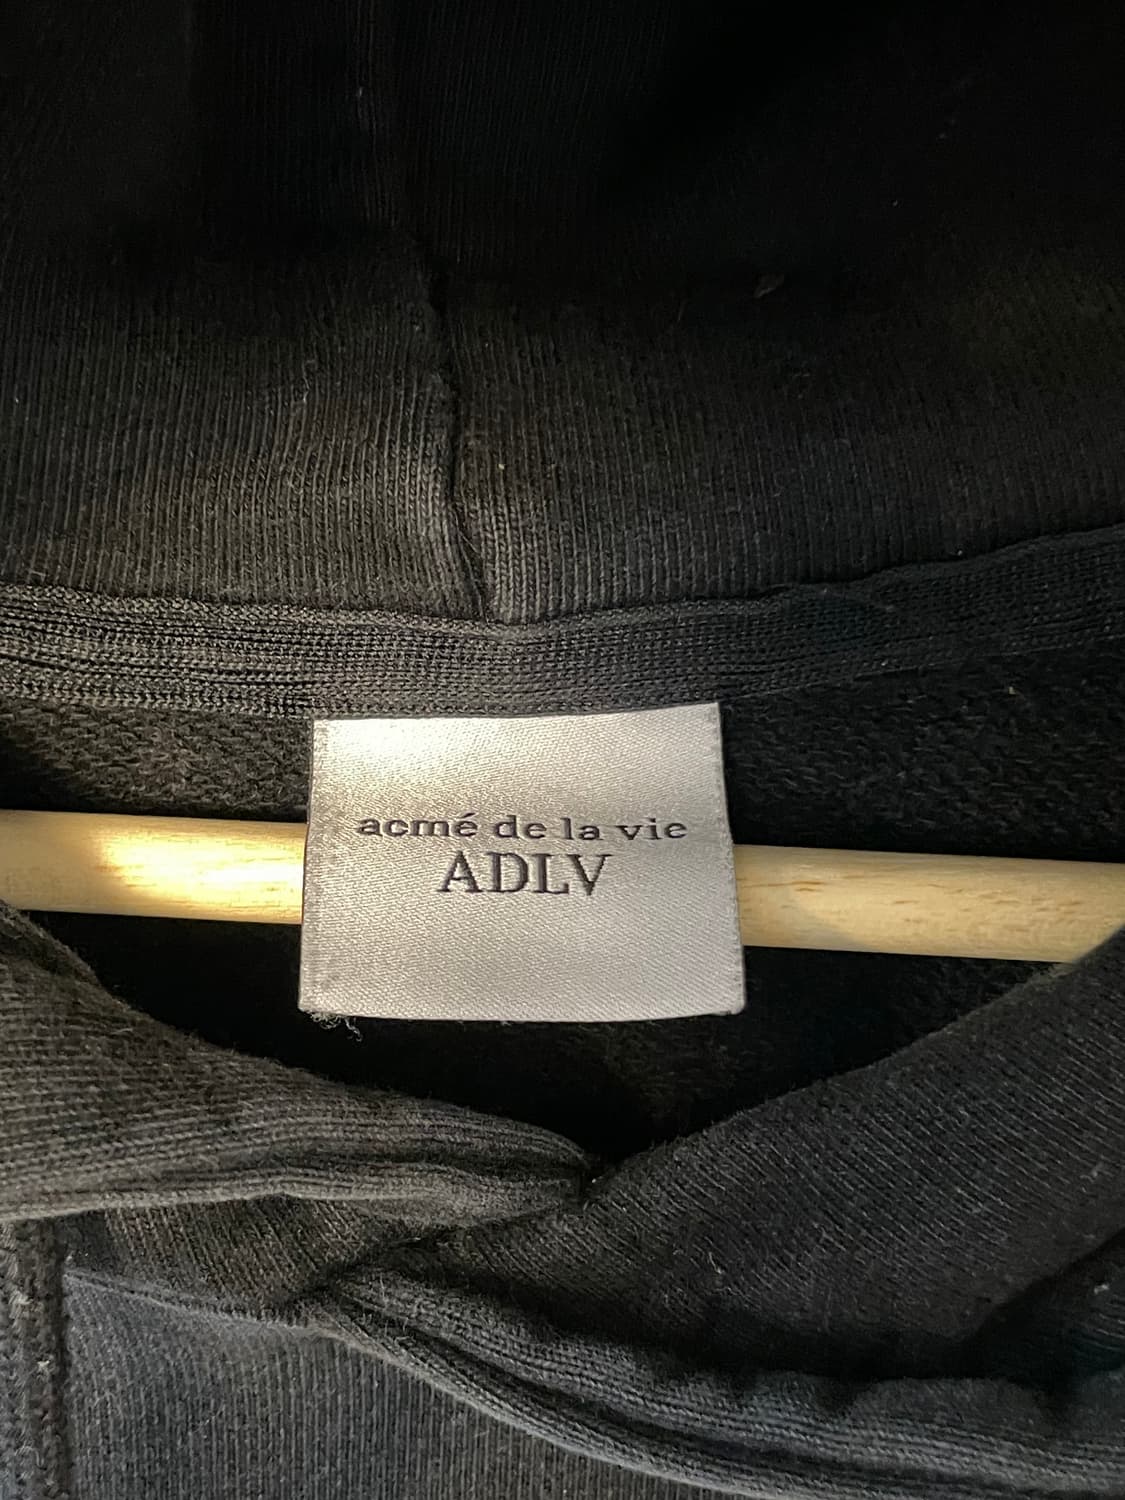 acmé de la vie
ADLV